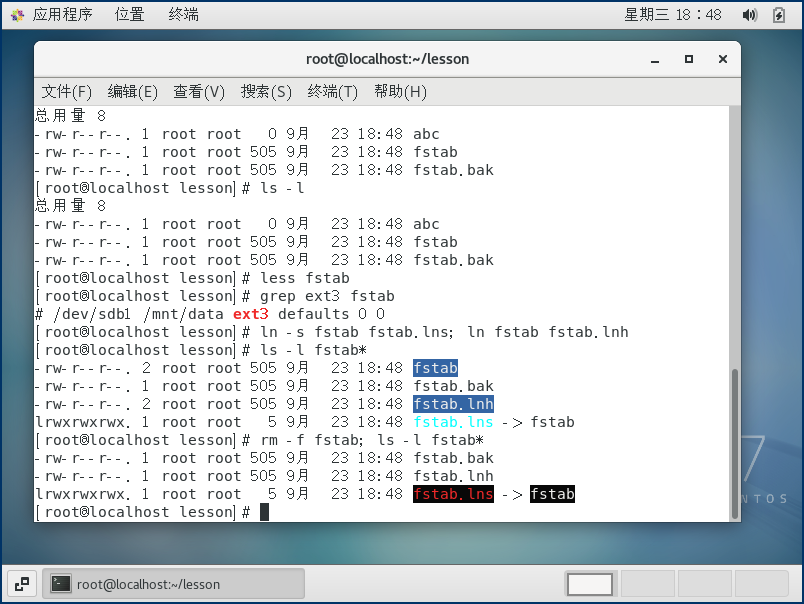 应用程序 位置 终端 星期三 18:48
root@localhost:~/lesson
文件(F) 编辑(E) 查看(V) 搜索(S) 终端(T) 帮助(H)
总用量 8
-rw-r--r--. 1 root root   0 9月  23 18:48 abc
-rw-r--r--. 1 root root 505 9月  23 18:48 fstab
-rw-r--r--. 1 root root 505 9月  23 18:48 fstab.bak
[root@localhost lesson]# ls -l
总用量 8
-rw-r--r--. 1 root root   0 9月  23 18:48 abc
-rw-r--r--. 1 root root 505 9月  23 18:48 fstab
-rw-r--r--. 1 root root 505 9月  23 18:48 fstab.bak
[root@localhost lesson]# less fstab
[root@localhost lesson]# grep ext3 fstab
# /dev/sdb1 /mnt/data ext3 defaults 0 0
[root@localhost lesson]# ln -s fstab fstab.lns; ln fstab fstab.lnh
[root@localhost lesson]# ls -l fstab*
-rw-r--r--. 2 root root 505 9月  23 18:48 fstab
-rw-r--r--. 1 root root 505 9月  23 18:48 fstab.bak
-rw-r--r--. 2 root root 505 9月  23 18:48 fstab.lnh
lrwxrwxrwx. 1 root root   5 9月  23 18:48 fstab.lns -> fstab
[root@localhost lesson]# rm -f fstab; ls -l fstab*
-rw-r--r--. 1 root root 505 9月  23 18:48 fstab.bak
-rw-r--r--. 1 root root 505 9月  23 18:48 fstab.lnh
lrwxrwxrwx. 1 root root   5 9月  23 18:48 fstab.lns -> fstab
[root@localhost lesson]#
7
NTOS
root@localhost:~/lesson